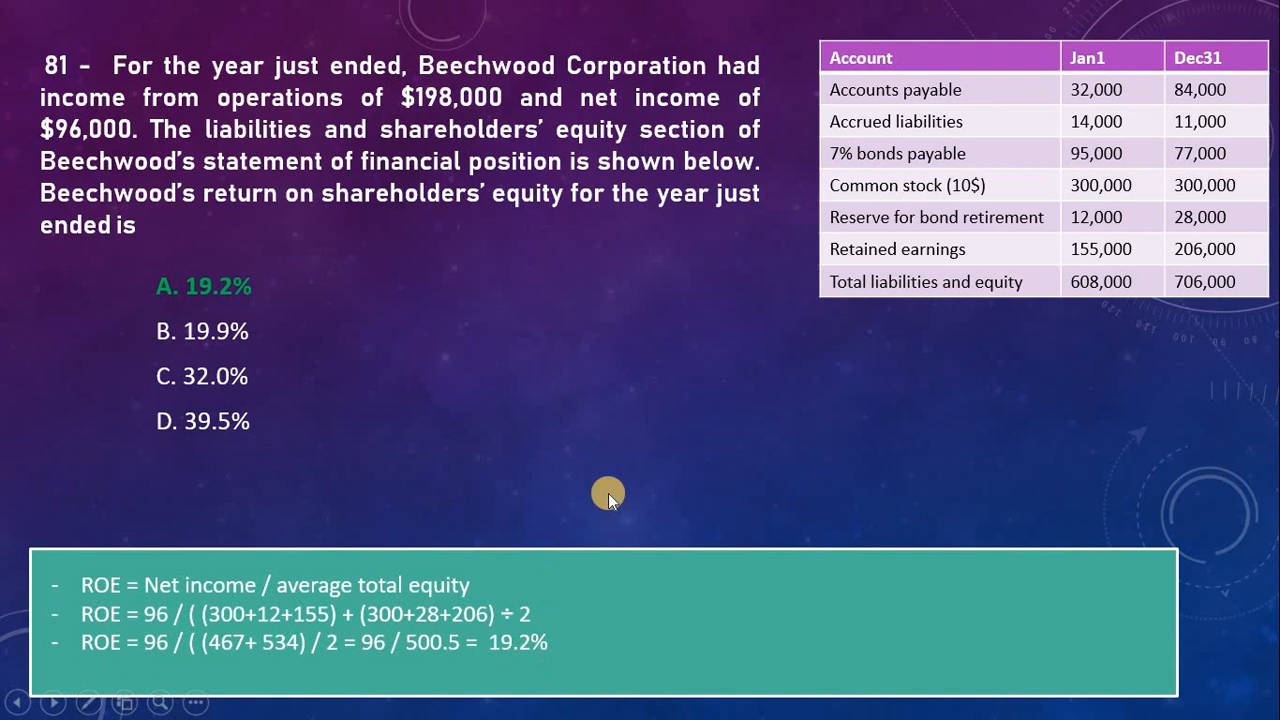 81 - For the year just ended, Beechwood Corporation had
income from operations of $198,000 and net income of
$96,000. The liabilities and shareholders' equity section of
Beechwood's statement of financial position is shown below.
Beechwood's return on shareholders' equity for the year just
ended is
A. 19.2%
B. 19.9%
C. 32.0%
D. 39.5%
Account Jan1 Dec31
Accounts payable 32,000 84,000
Accrued liabilities 14,000 11,000
7% bonds payable 95,000 77,000
Common stock (10$) 300,000 300,000
Reserve for bond retirement 12,000 28,000
Retained earnings 155,000 206,000
Total liabilities and equity 608,000 706,000
- ROE = Net income / average total equity
- ROE = 96 / ( (300+12+155) + (300+28+206) ÷ 2
- ROE = 96 / ( (467+ 534) / 2 = 96 / 500.5 = 19.2%